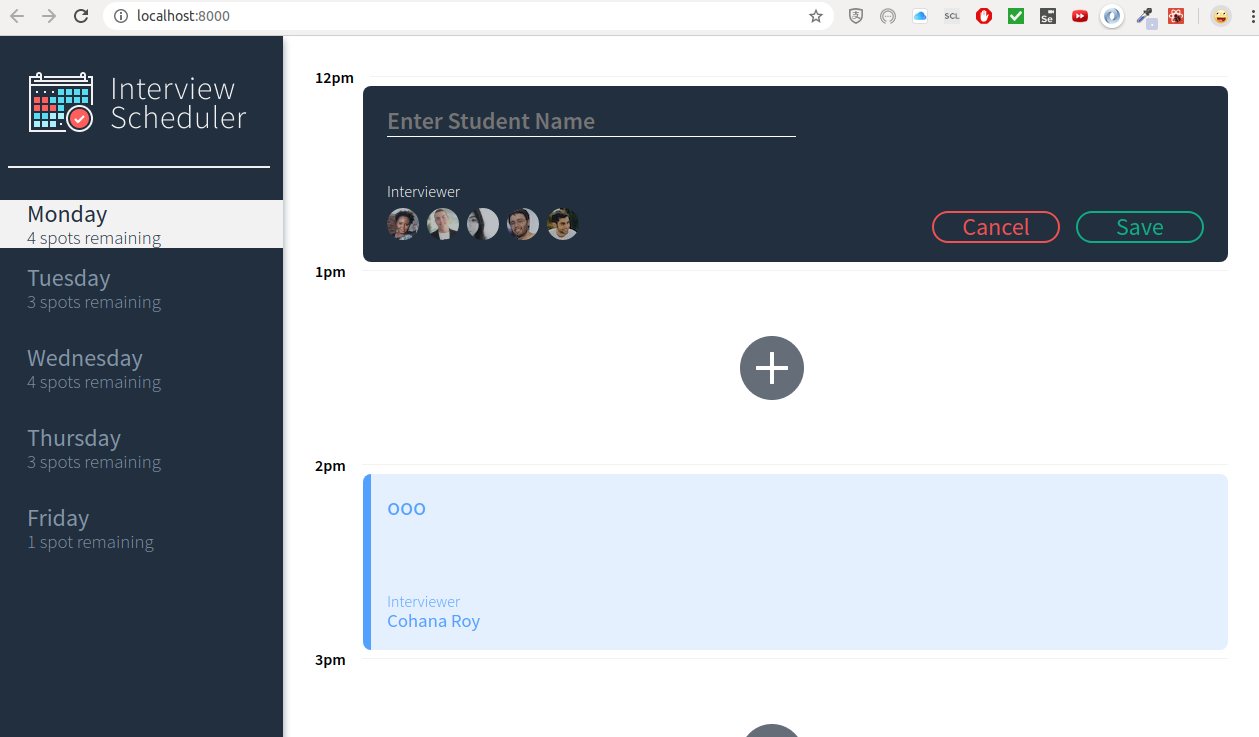 localhost:8000
SCL
Se
Interview
Scheduler
Monday
4 spots remaining
Tuesday
3 spots remaining
Wednesday
4 spots remaining
Thursday
3 spots remaining
Friday
1 spot remaining
12pm
Enter Student Name
Interviewer
Cancel
Save
1pm
2pm
ooo
Interviewer
Cohana Roy
3pm